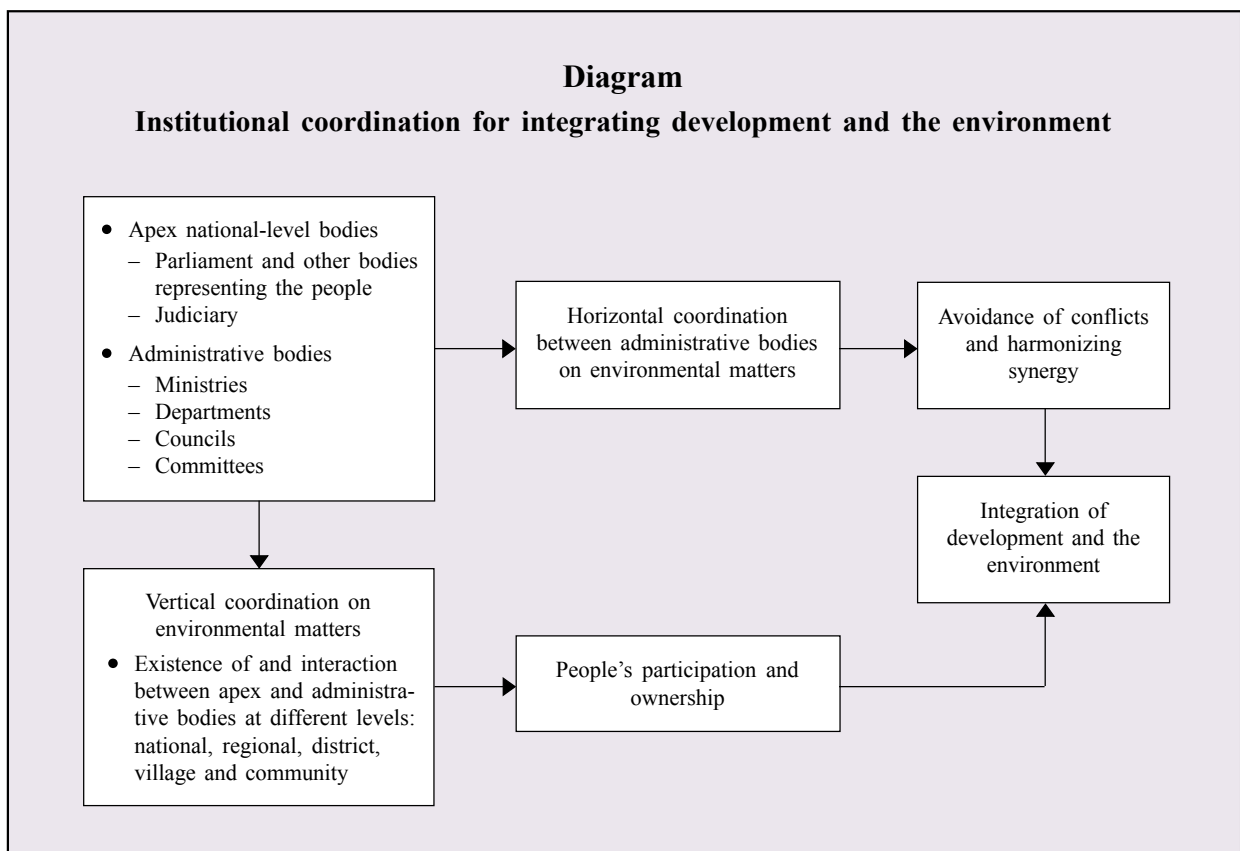 Diagram
Institutional coordination for integrating development and the environment
• Apex national-level bodies
– Parliament and other bodies
representing the people
– Judiciary
• Administrative bodies
– Ministries
– Departments
– Councils
– Committees
Horizontal coordination
between administrative bodies
on environmental matters
Avoidance of conflicts
and harmonizing
synergy
Integration of
development and the
environment
Vertical coordination on
environmental matters
• Existence of and interaction
between apex and administra-
tive bodies at different levels:
national, regional, district,
village and community
People's participation and
ownership